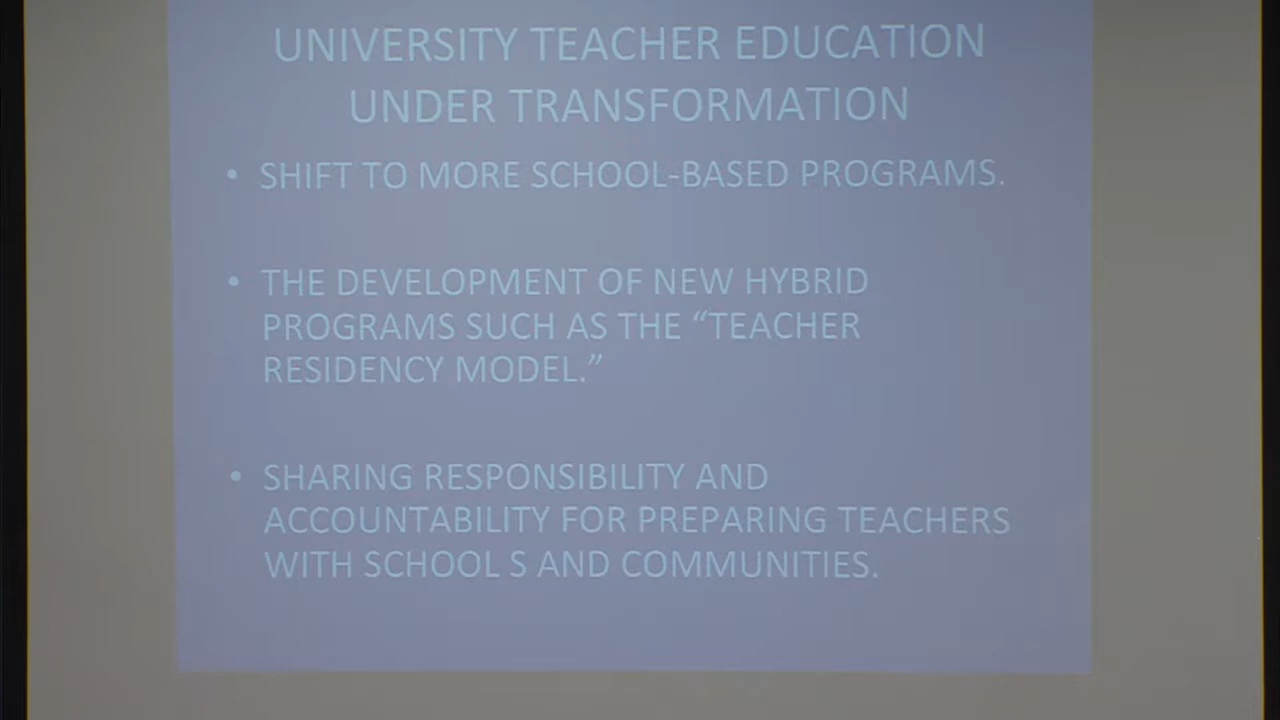 UNIVERSITY TEACHER EDUCATION
UNDER TRANSFORMATION
• SHIFT TO MORE SCHOOL-BASED PROGRAMS.
• THE DEVELOPMENT OF NEW HYBRID
PROGRAMS SUCH AS THE “TEACHER
RESIDENCY MODEL.”
• SHARING RESPONSIBILITY AND
ACCOUNTABILITY FOR PREPARING TEACHERS
WITH SCHOOL S AND COMMUNITIES.